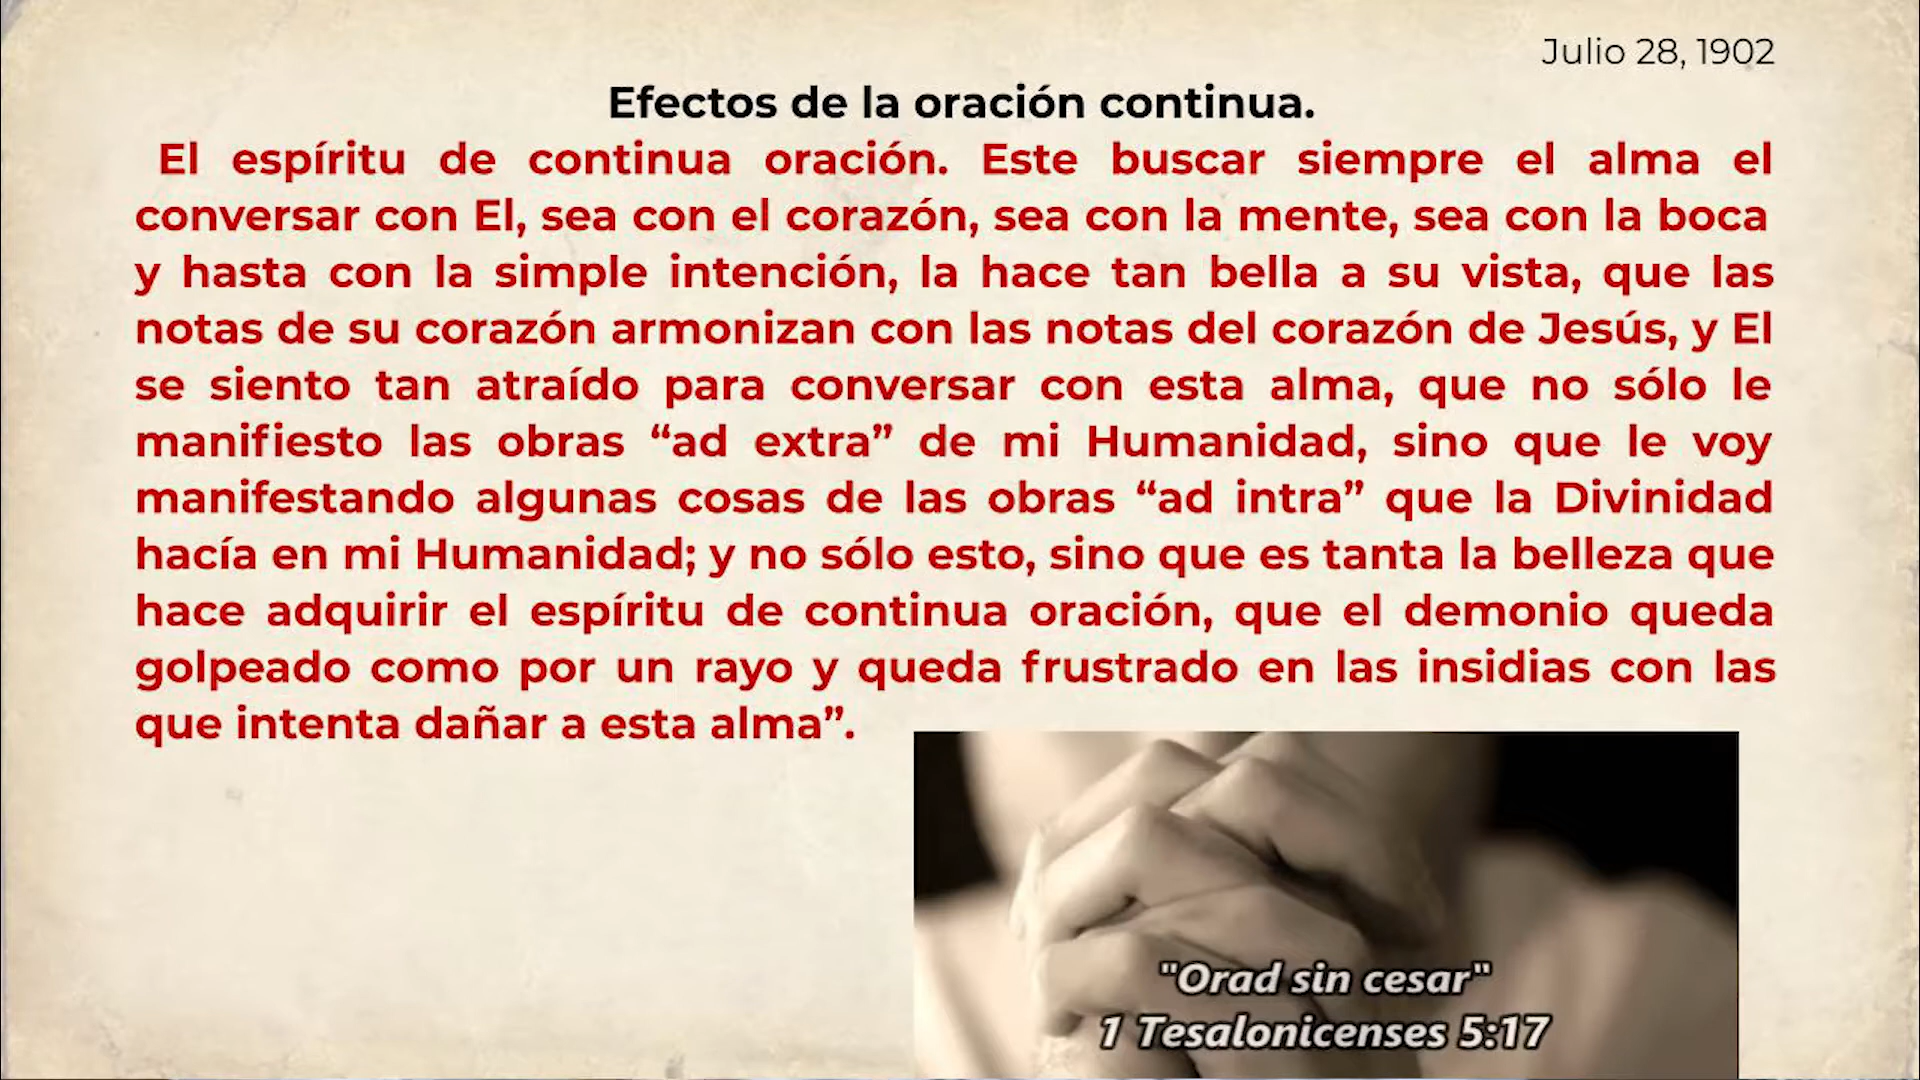 Julio 28, 1902
Efectos de la oración continua.
El espíritu de continua oración. Este buscar siempre el alma el
conversar con El, sea con el corazón, sea con la mente, sea con la boca
y hasta con la simple intención, la hace tan bella a su vista, que las
notas de su corazón armonizan con las notas del corazón de Jesús, y El
se siento tan atraído para conversar con esta alma, que no sólo le
manifiesto las obras “ad extra” de mi Humanidad, sino que le voy
manifestando algunas cosas de las obras “ad intra” que la Divinidad
hacía en mi Humanidad; y no sólo esto, sino que es tanta la belleza que
hace adquirir el espíritu de continua oración, que el demonio queda
golpeado como por un rayo y queda frustrado en las insidias con las
que intenta dañar a esta alma”.
"Orad sin cesar"
1 Tesalonicenses 5:17